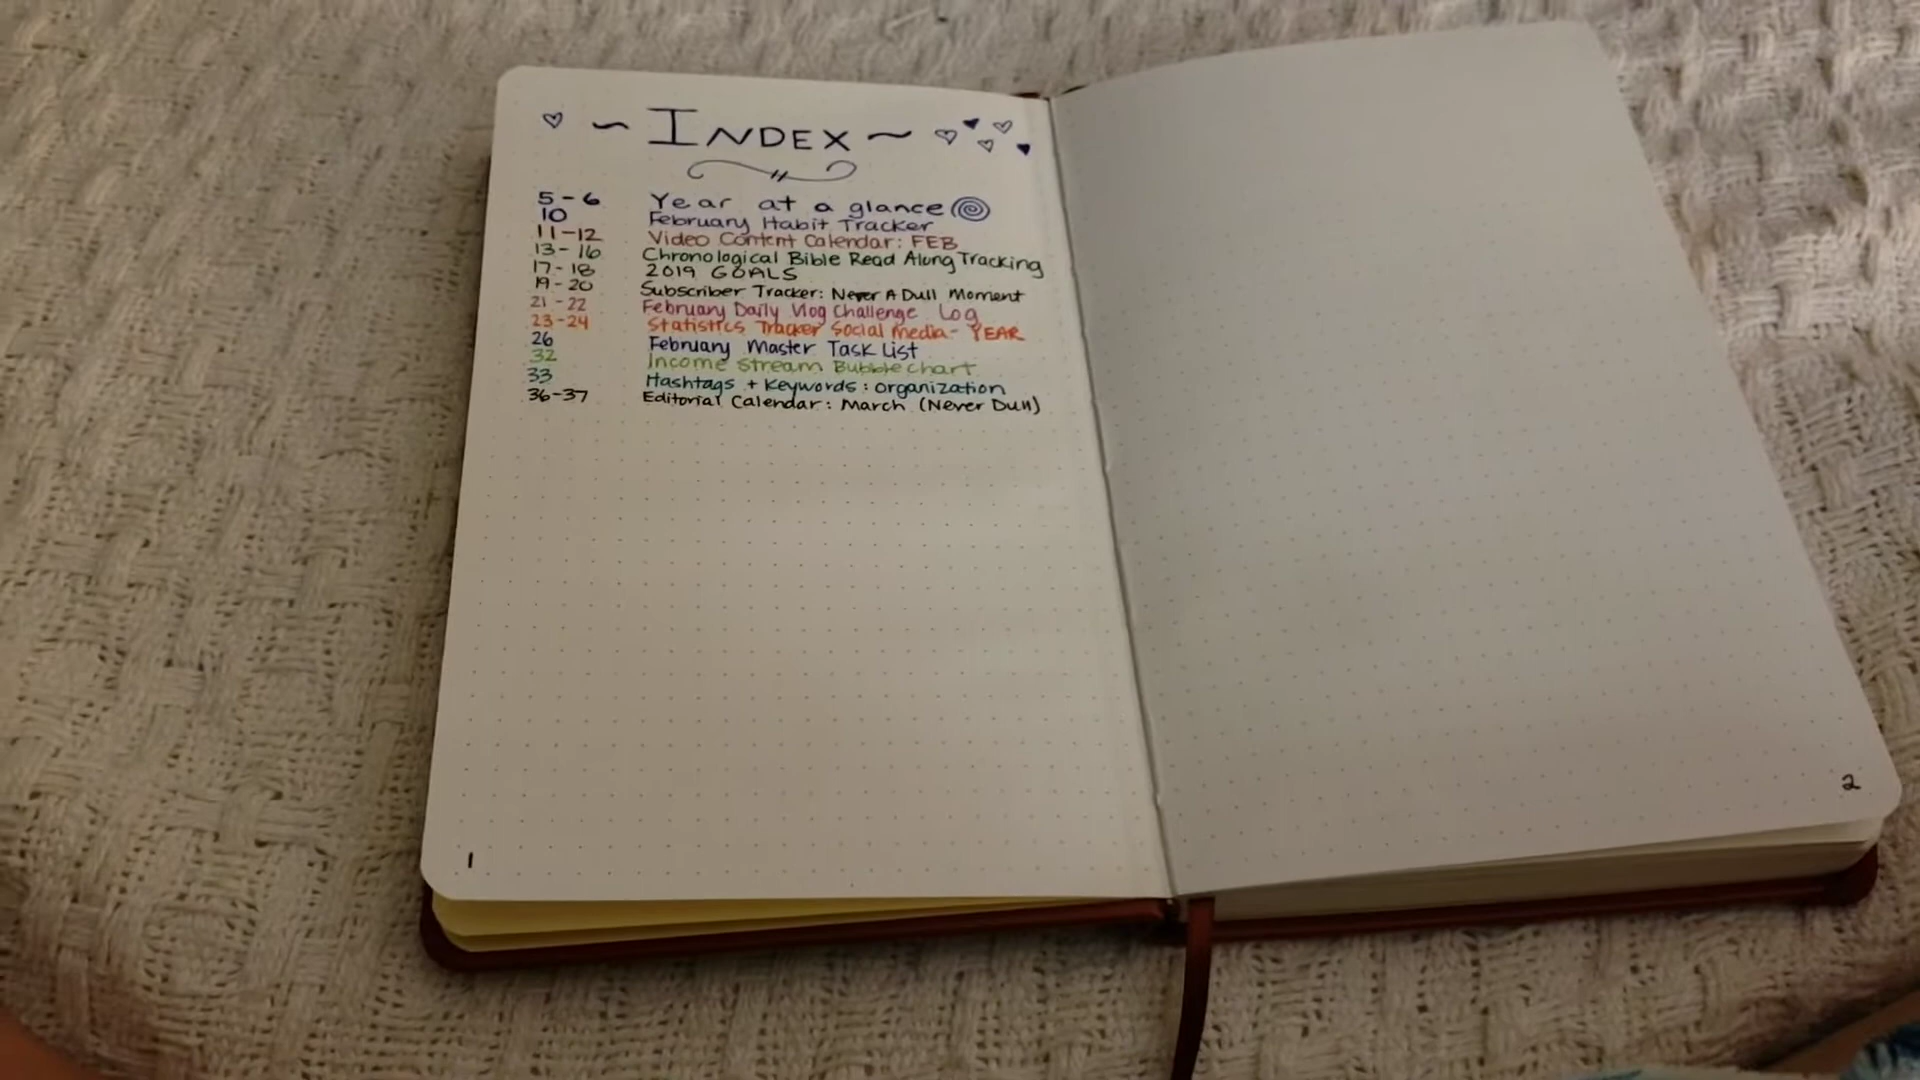 ~ INDEX ~
5-6 Year at a glance
10 February Habit Tracker
11-12 Video Content Calendar: FEB
13-16 Chronological Bible Read Along Tracking
17-18 2019 GOALS
19-20 Subscriber Tracker: Never A Dull Moment
21-22 February Daily Vlog Challenge Log
23-24 Statistics Tracker Social Media- YEAR
26 February Master Task List
32 Income Stream Bubble Chart
33 Hashtags + Keywords: organization
36-37 Editorial Calendar: March (Never Dull)
1
2